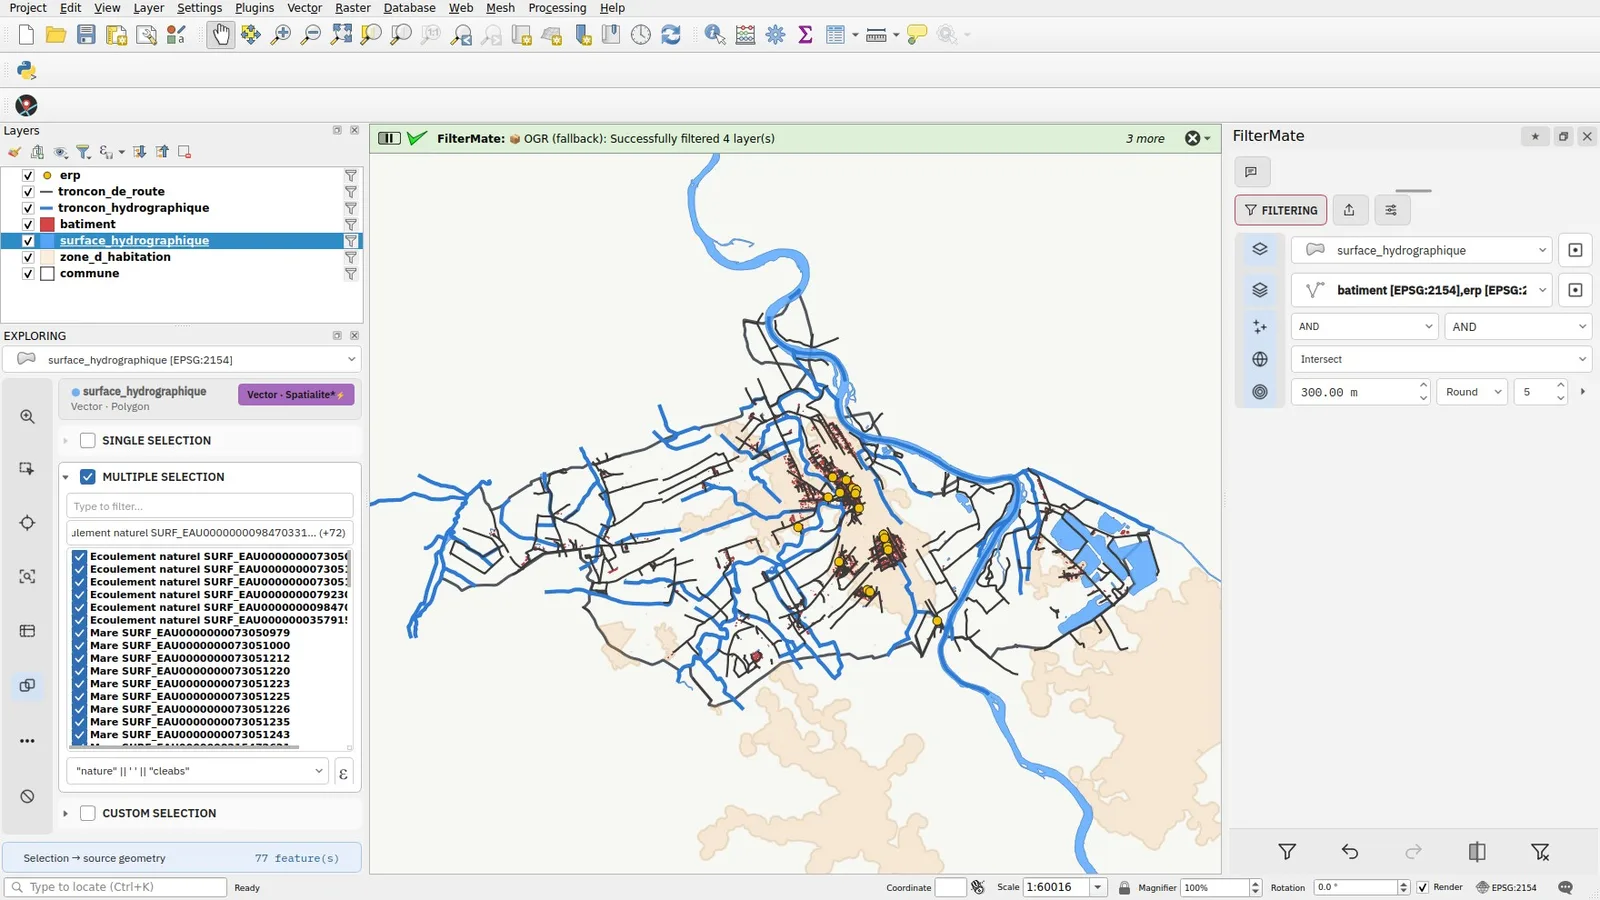 Project Edit View Layer Settings Plugins Vector Raster Database Web Mesh Processing Help
Layers
erp
troncon_de_route
troncon_hydrographique
batiment
surface_hydrographique
zone_d_habitation
commune
EXPLORING
surface_hydrographique [EPSG:2154]
surface_hydrographique
Vector · Polygon
Vector · Spatialite*⚡
SINGLE SELECTION
MULTIPLE SELECTION
Type to filter...
ılement naturel SURF_EAU0000000098470331... (+72)
Ecoulement naturel SURF_EAU000000007305
Ecoulement naturel SURF_EAU000000007305
Ecoulement naturel SURF_EAU000000007305
Ecoulement naturel SURF_EAU000000007923
Ecoulement naturel SURF_EAU000000009847
Ecoulement naturel SURF_EAU000000035791
Mare SURF_EAU0000000073050979
Mare SURF_EAU0000000073051000
Mare SURF_EAU0000000073051212
Mare SURF_EAU0000000073051220
Mare SURF_EAU0000000073051223
Mare SURF_EAU0000000073051225
Mare SURF_EAU0000000073051226
Mare SURF_EAU0000000073051235
Mare SURF_EAU0000000073051243
"nature" || ' ' || "cleabs"
ε
CUSTOM SELECTION
Selection → source geometry 77 feature(s)
FilterMate: OGR (fallback): Successfully filtered 4 layer(s) 3 more
FilterMate
FILTERING
surface_hydrographique
batiment [EPSG:2154],erp [EPSG:2
AND AND
Intersect
300.00 m Round 5
Type to locate (Ctrl+K) Ready Coordinate Scale 1:60016 Magnifier 100% Rotation 0.0 ° Render EPSG:2154